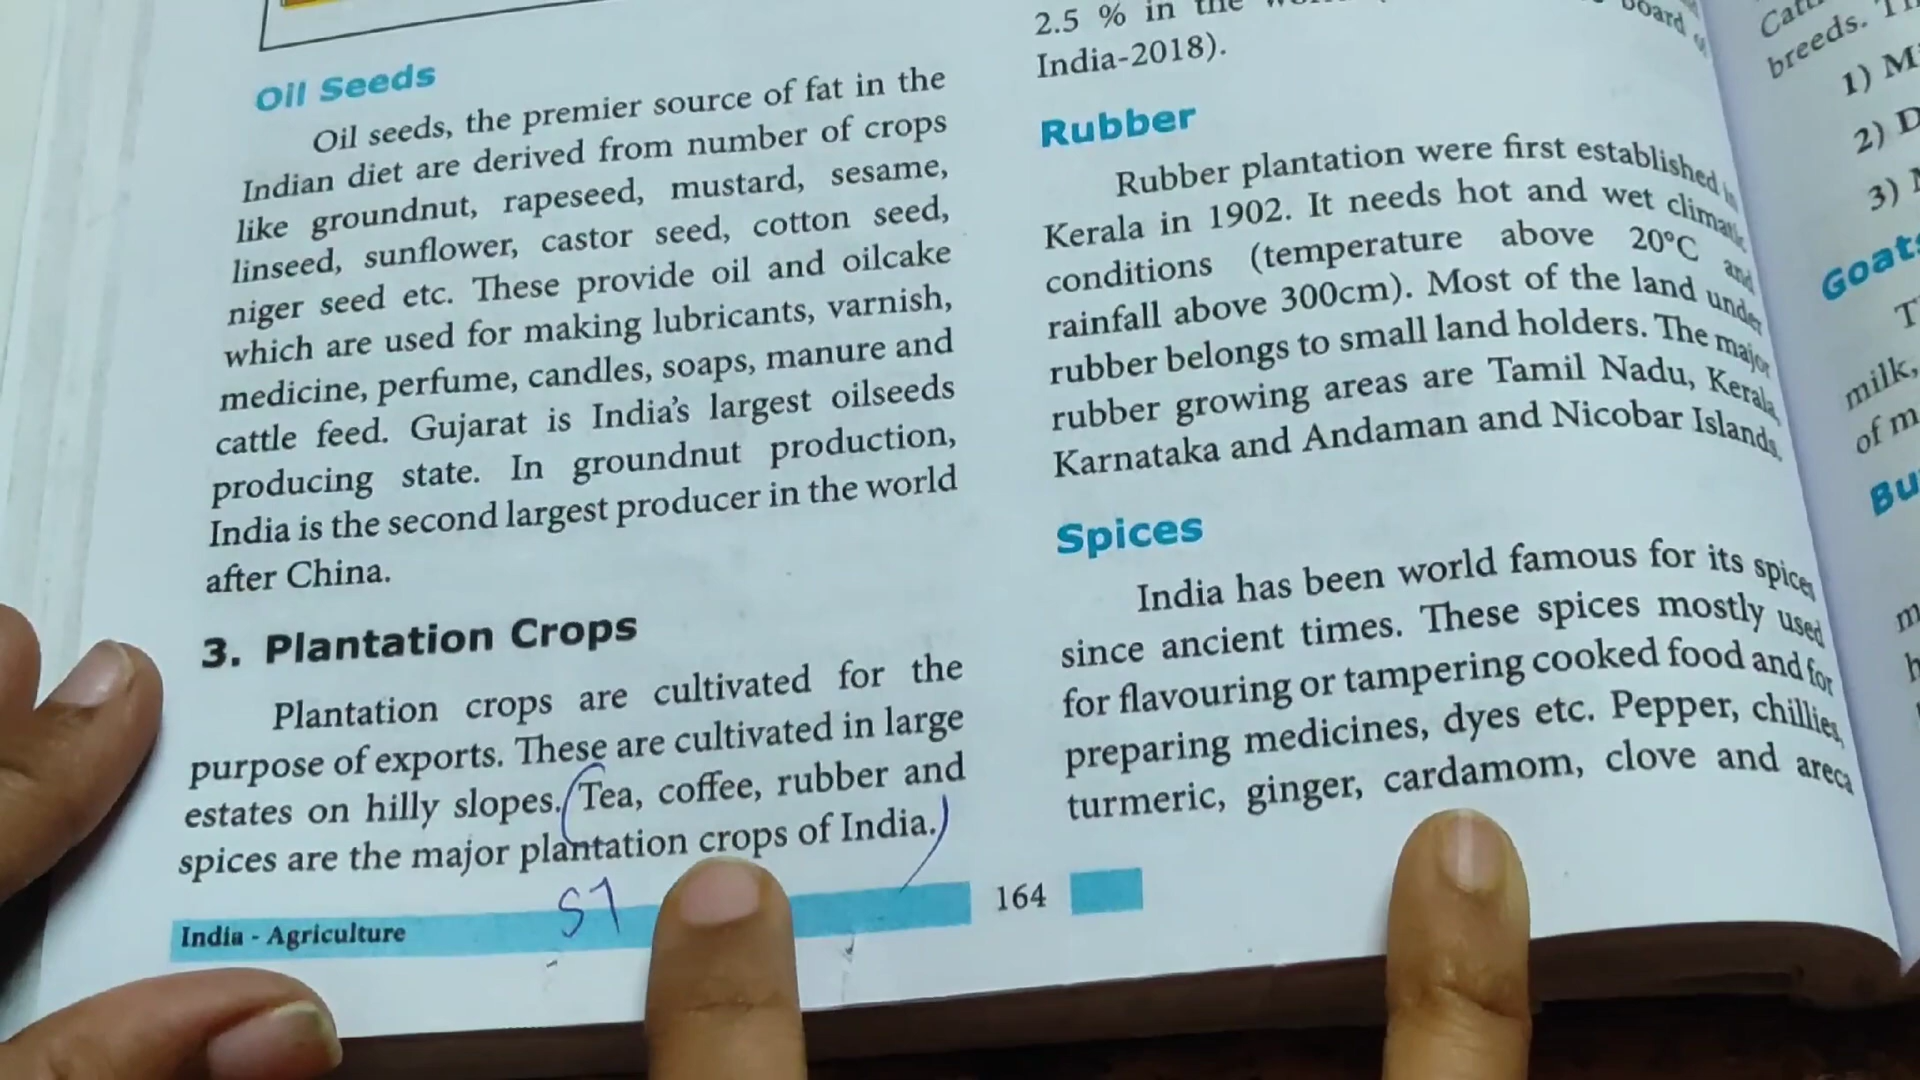 Oil Seeds
Oil seeds, the premier source of fat in the
Indian diet are derived from number of crops
like groundnut, rapeseed, mustard, sesame,
linseed, sunflower, castor seed, cotton seed,
niger seed etc. These provide oil and oilcake
which are used for making lubricants, varnish,
medicine, perfume, candles, soaps, manure and
cattle feed. Gujarat is India's largest oilseeds
producing state. In groundnut production,
India is the second largest producer in the world
after China.
3. Plantation Crops
Plantation crops are cultivated for the
purpose of exports. These are cultivated in large
estates on hilly slopes. (Tea, coffee, rubber and
spices are the major plantation crops of India.)
India - Agriculture
164
2.5 % in the
India-2018).
Rubber
Rubber plantation were first established in
Kerala in 1902. It needs hot and wet climatic
conditions (temperature above 20°C and
rainfall above 300cm). Most of the land under
rubber belongs to small land holders. The major
rubber growing areas are Tamil Nadu, Kerala,
Karnataka and Andaman and Nicobar Islands.
Spices
India has been world famous for its spices
since ancient times. These spices mostly used
for flavouring or tampering cooked food and for
preparing medicines, dyes etc. Pepper, chillies,
turmeric, ginger, cardamom, clove and areca
breeds.
1) M
2) D
3)
Goats
milk,
of m
Bu